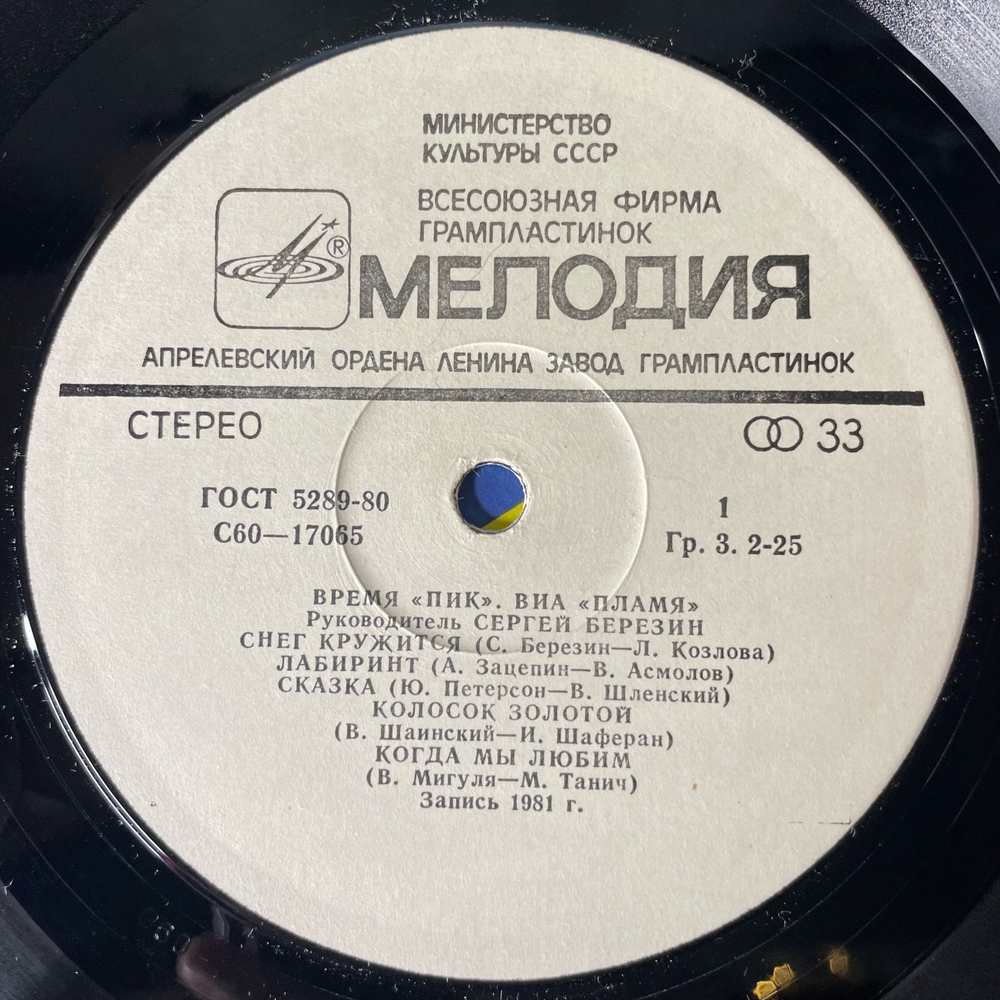 МИНИСТЕРСТВО
КУЛЬТУРЫ СССР
ВСЕСОЮЗНАЯ ФИРМА
ГРАМПЛАСТИНОК
®
МЕЛОДИЯ
АПРЕЛЕВСКИЙ ОРДЕНА ЛЕНИНА ЗАВОД ГРАМПЛАСТИНОК
СТЕРЕО
33
ГОСТ 5289-80
С60—17065
1
Гр. 3. 2-25
ВРЕМЯ «ПИК». ВИА «ПЛАМЯ»
Руководитель СЕРГЕЙ БЕРЕЗИН
СНЕГ КРУЖИТСЯ (С. Березин—Л. Козлова)
ЛАБИРИНТ (А. Зацепин—В. Асмолов)
СКАЗКА (Ю. Петерсон—В. Шленский)
КОЛОСОК ЗОЛОТОЙ
(В. Шаинский—И. Шаферан)
КОГДА МЫ ЛЮБИМ
(В. Мигуля—М. Танич)
Запись 1981 г.